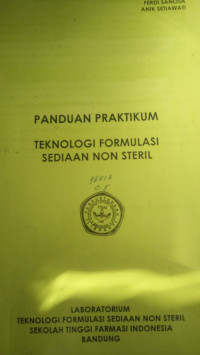 FERDI SANOSA
ANIK SETIAWATI
PANDUAN PRAKTIKUM
TEKNOLOGI FORMULASI
SEDIAAN NON STERIL
LABORATORIUM
TEKNOLOGI FORMULASI SEDIAAN NON STERIL
SEKOLAH TINGGI FARMASI INDONESIA
BANDUNG